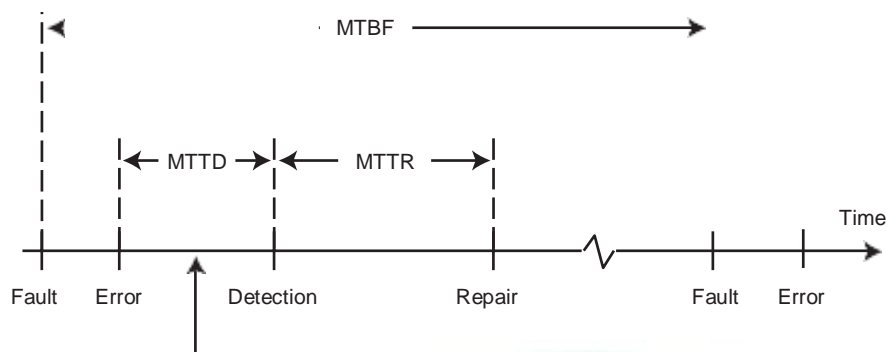 MTBF
MTTD MTTR
Time
Fault Error Detection Repair Fault Error